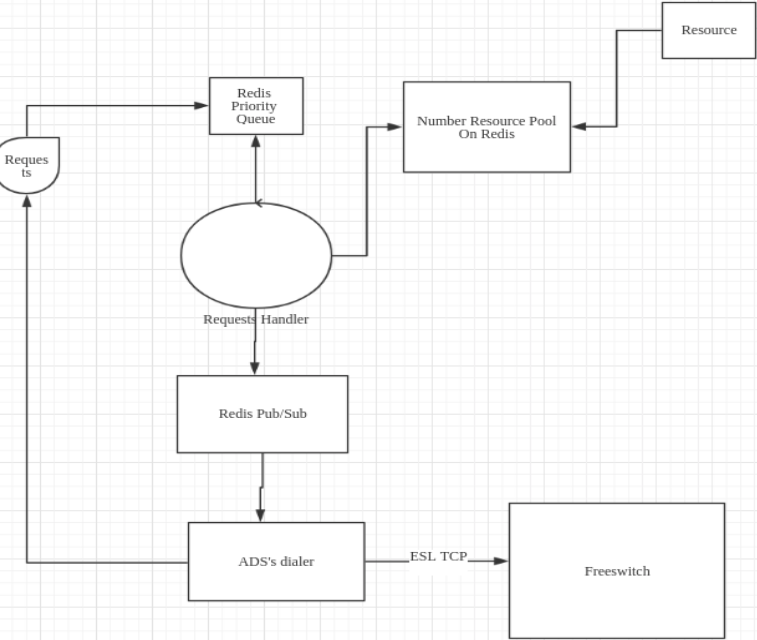 Resource
Redis
Priority
Queue
Number Resource Pool
On Redis
Reques
ts
Requests Handler
Redis Pub/Sub
ADS's dialer
ESL TCP
Freeswitch